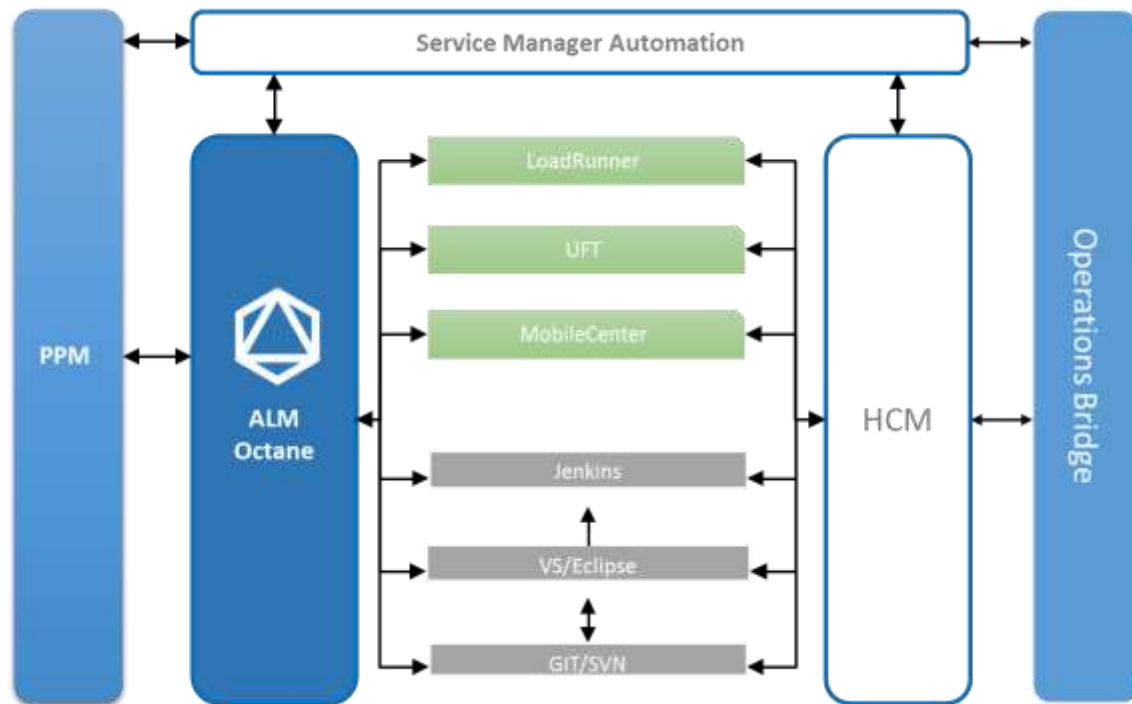 Service Manager Automation
PPM
ALM
Octane
LoadRunner
UFT
MobileCenter
Jenkins
VS/Eclipse
GIT/SVN
HCM
Operations Bridge